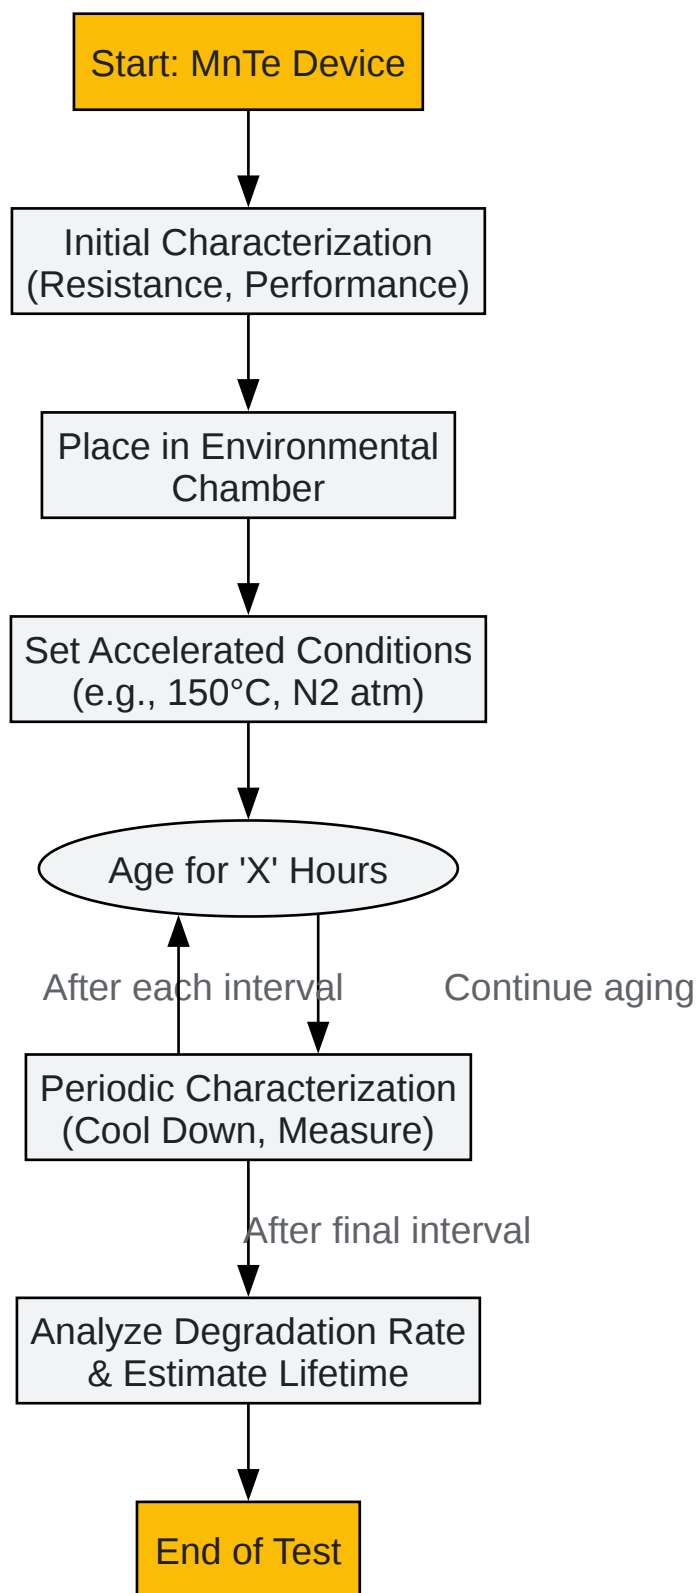 Start: MnTe Device
Initial Characterization
(Resistance, Performance)
Place in Environmental
Chamber
Set Accelerated Conditions
(e.g., 150°C, N2 atm)
Age for 'X' Hours
After each interval
Continue aging
Periodic Characterization
(Cool Down, Measure)
After final interval
Analyze Degradation Rate
& Estimate Lifetime
End of Test